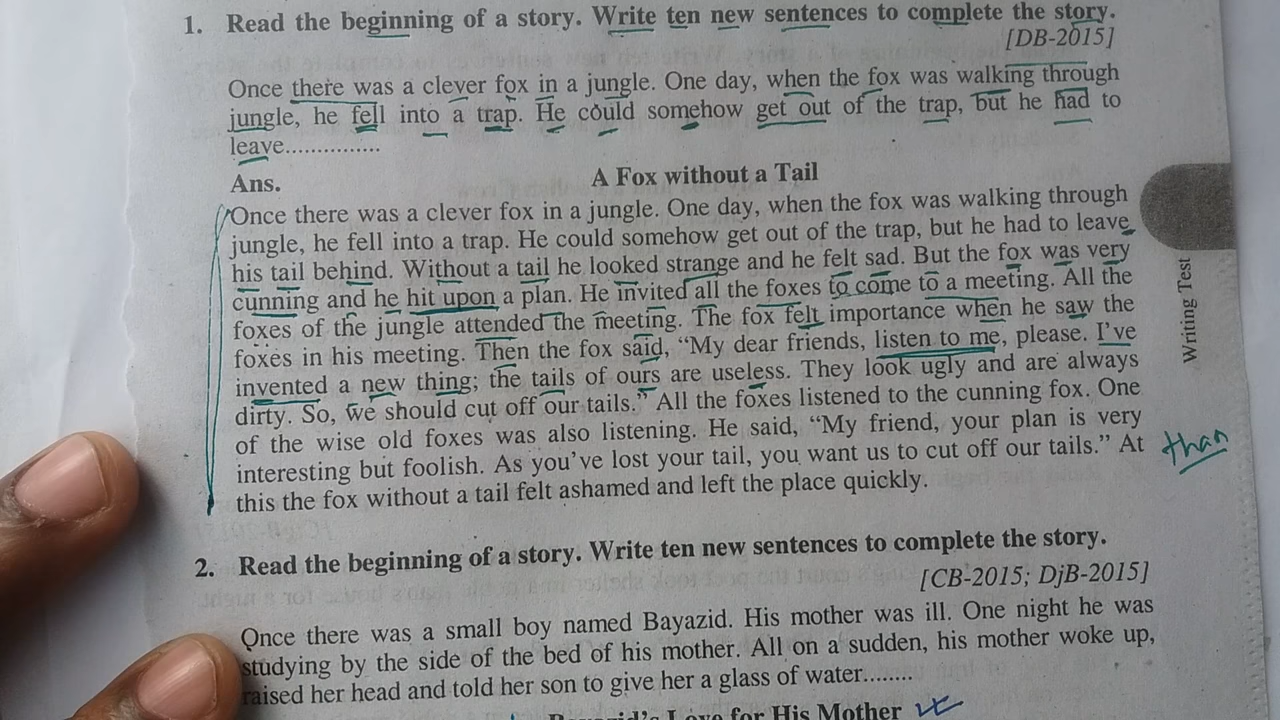 1. Read the beginning of a story. Write ten new sentences to complete the story.
[DB-2015]
Once there was a clever fox in a jungle. One day, when the fox was walking through
jungle, he fell into a trap. He could somehow get out of the trap, but he had to
leave...............
Ans. A Fox without a Tail
Once there was a clever fox in a jungle. One day, when the fox was walking through
jungle, he fell into a trap. He could somehow get out of the trap, but he had to leave
his tail behind. Without a tail he looked strange and he felt sad. But the fox was very
cunning and he hit upon a plan. He invited all the foxes to come to a meeting. All the
foxes of the jungle attended the meeting. The fox felt importance when he saw the
foxes in his meeting. Then the fox said, “My dear friends, listen to me, please. I’ve
invented a new thing; the tails of ours are useless. They look ugly and are always
dirty. So, we should cut off our tails.” All the foxes listened to the cunning fox. One
of the wise old foxes was also listening. He said, “My friend, your plan is very
interesting but foolish. As you’ve lost your tail, you want us to cut off our tails.” At
this the fox without a tail felt ashamed and left the place quickly.
than
Writing Test
2. Read the beginning of a story. Write ten new sentences to complete the story.
[CB-2015; DjB-2015]
Once there was a small boy named Bayazid. His mother was ill. One night he was
studying by the side of the bed of his mother. All on a sudden, his mother woke up,
raised her head and told her son to give her a glass of water........
Bayazid’s Love for His Mother